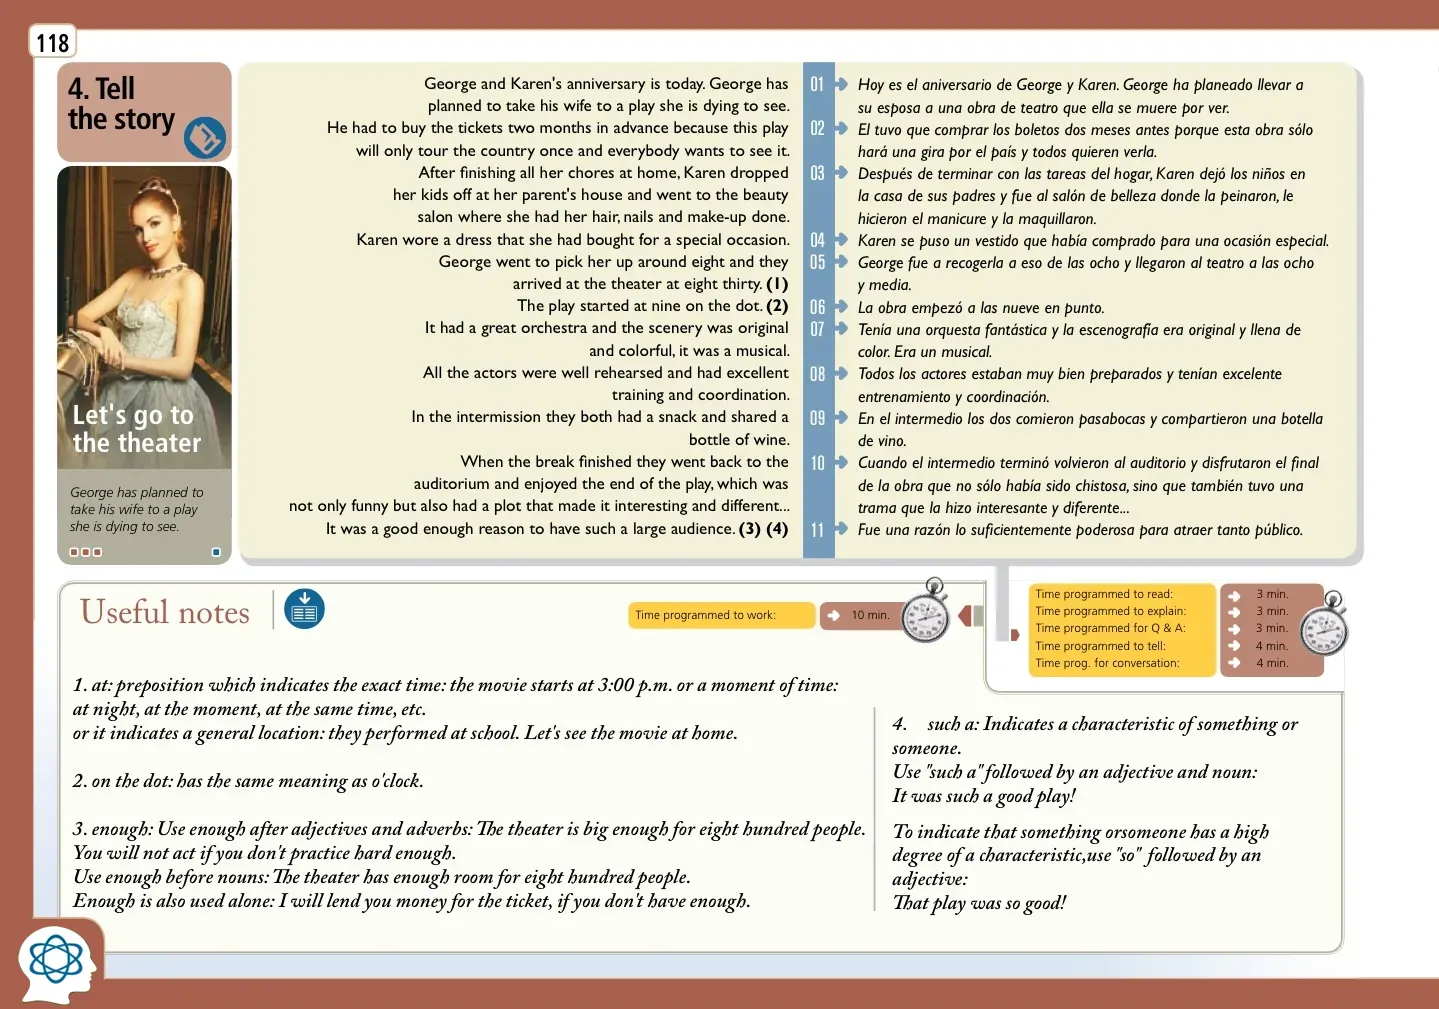 118
4. Tell
the story
Let's go to
the theater
George has planned to
take his wife to a play
she is dying to see.
George and Karen's anniversary is today. George has
planned to take his wife to a play she is dying to see.
He had to buy the tickets two months in advance because this play
will only tour the country once and everybody wants to see it.
After finishing all her chores at home, Karen dropped
her kids off at her parent's house and went to the beauty
salon where she had her hair, nails and make-up done.
Karen wore a dress that she had bought for a special occasion.
George went to pick her up around eight and they
arrived at the theater at eight thirty. (1)
The play started at nine on the dot. (2)
It had a great orchestra and the scenery was original
and colorful, it was a musical.
All the actors were well rehearsed and had excellent
training and coordination.
In the intermission they both had a snack and shared a
bottle of wine.
When the break finished they went back to the
auditorium and enjoyed the end of the play, which was
not only funny but also had a plot that made it interesting and different...
It was a good enough reason to have such a large audience. (3) (4)
01
02
03
04
05
06
07
08
09
10
11
Hoy es el aniversario de George y Karen. George ha planeado llevar a
su esposa a una obra de teatro que ella se muere por ver.
El tuvo que comprar los boletos dos meses antes porque esta obra sólo
hará una gira por el país y todos quieren verla.
Después de terminar con las tareas del hogar, Karen dejó los niños en
la casa de sus padres y fue al salón de belleza donde la peinaron, le
hicieron el manicure y la maquillaron.
Karen se puso un vestido que había comprado para una ocasión especial.
George fue a recogerla a eso de las ocho y llegaron al teatro a las ocho
y media.
La obra empezó a las nueve en punto.
Tenía una orquesta fantástica y la escenografía era original y llena de
color. Era un musical.
Todos los actores estaban muy bien preparados y tenían excelente
entrenamiento y coordinación.
En el intermedio los dos comieron pasabocas y compartieron una botella
de vino.
Cuando el intermedio terminó volvieron al auditorio y disfrutaron el final
de la obra que no sólo había sido chistosa, sino que también tuvo una
trama que la hizo interesante y diferente...
Fue una razón lo suficientemente poderosa para atraer tanto público.
Useful notes
Time programmed to work:
10 min.
Time programmed to read: 3 min.
Time programmed to explain: 3 min.
Time programmed for Q & A: 3 min.
Time programmed to tell: 4 min.
Time prog. for conversation: 4 min.
1. at: preposition which indicates the exact time: the movie starts at 3:00 p.m. or a moment of time:
at night, at the moment, at the same time, etc.
or it indicates a general location: they performed at school. Let's see the movie at home.
2. on the dot: has the same meaning as o'clock.
3. enough: Use enough after adjectives and adverbs: The theater is big enough for eight hundred people.
You will not act if you don't practice hard enough.
Use enough before nouns: The theater has enough room for eight hundred people.
Enough is also used alone: I will lend you money for the ticket, if you don't have enough.
4. such a: Indicates a characteristic of something or
someone.
Use "such a" followed by an adjective and noun:
It was such a good play!
To indicate that something orsomeone has a high
degree of a characteristic,use "so" followed by an
adjective:
That play was so good!